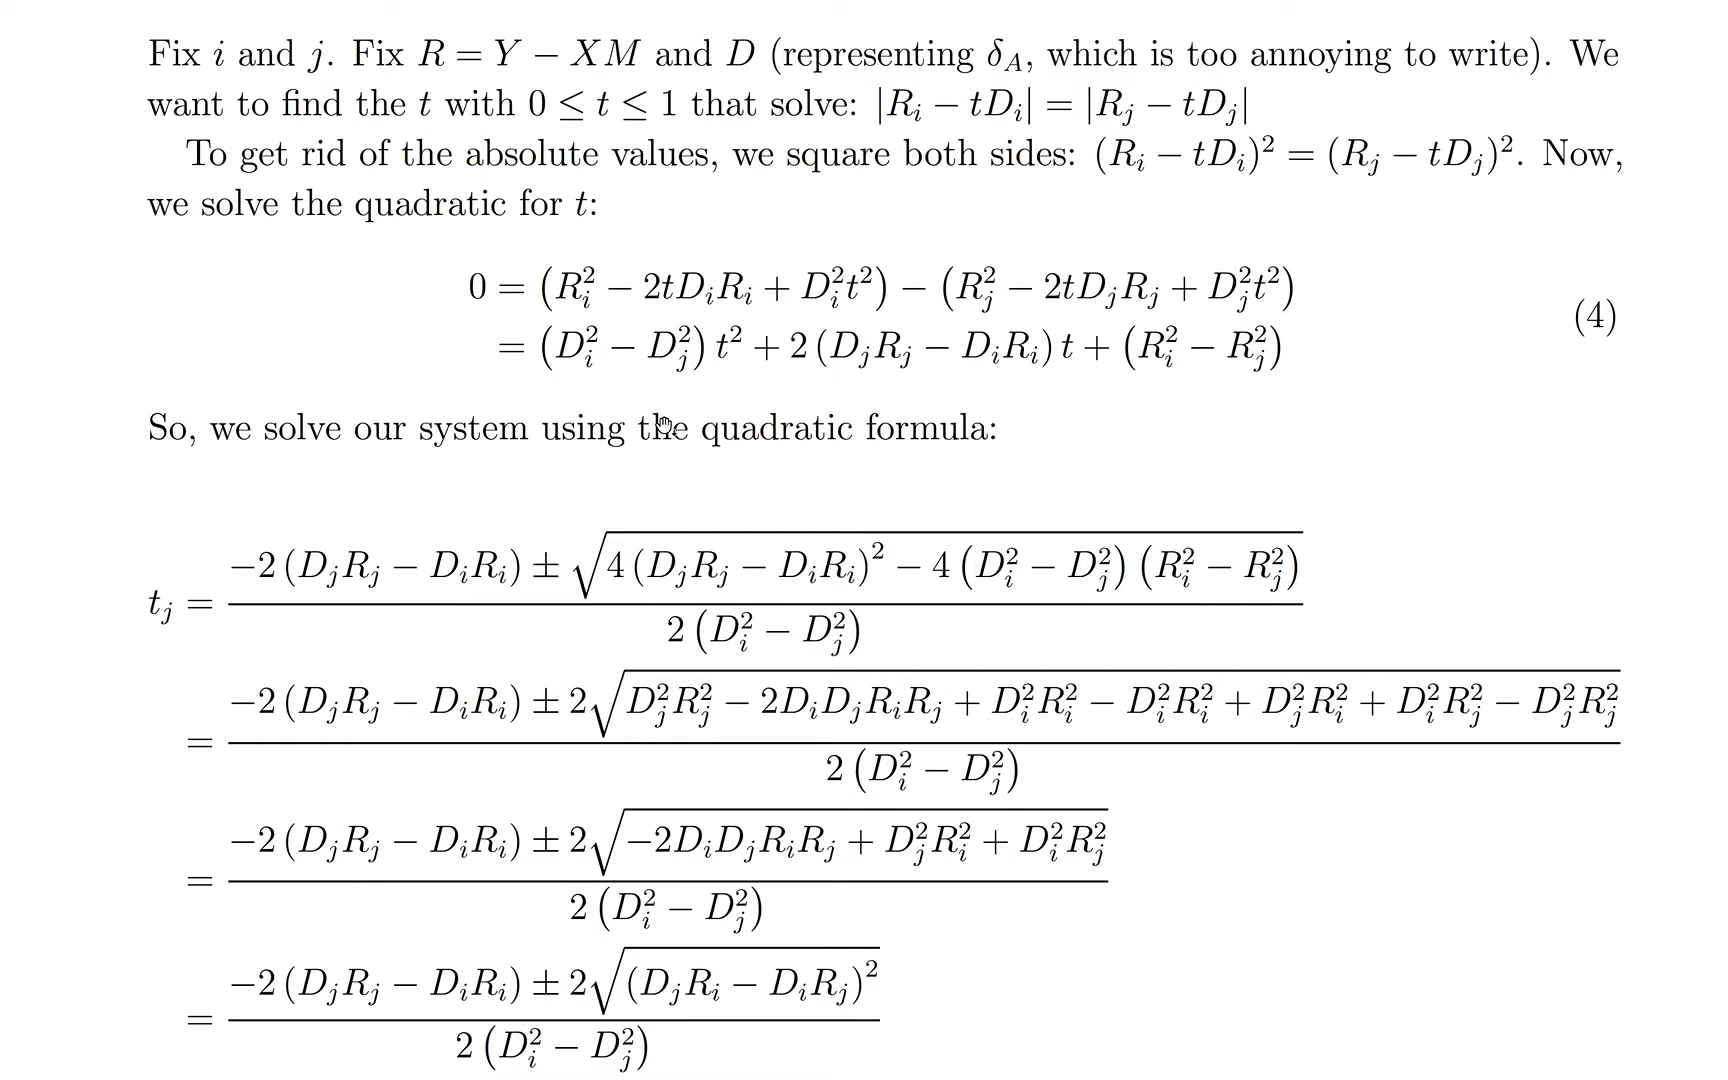 Fix i and j. Fix R = Y − XM and D (representing δ_A, which is too annoying to write). We
want to find the t with 0 ≤ t ≤ 1 that solve: |R_i − tD_i| = |R_j − tD_j|
To get rid of the absolute values, we square both sides: (R_i − tD_i)^2 = (R_j − tD_j)^2. Now,
we solve the quadratic for t:
0 = (R_i^2 − 2tD_iR_i + D_i^2t^2) − (R_j^2 − 2tD_jR_j + D_j^2t^2)
= (D_i^2 − D_j^2) t^2 + 2 (D_jR_j − D_iR_i) t + (R_i^2 − R_j^2)
(4)
So, we solve our system using the quadratic formula:
t_j = \frac{−2 (D_jR_j − D_iR_i) ± \sqrt{4 (D_jR_j − D_iR_i)^2 − 4 (D_i^2 − D_j^2) (R_i^2 − R_j^2)}}{2 (D_i^2 − D_j^2)}
= \frac{−2 (D_jR_j − D_iR_i) ± 2\sqrt{D_j^2R_j^2 − 2D_iD_jR_iR_j + D_i^2R_i^2 − D_i^2R_i^2 + D_j^2R_i^2 + D_i^2R_j^2 − D_j^2R_j^2}}{2 (D_i^2 − D_j^2)}
= \frac{−2 (D_jR_j − D_iR_i) ± 2\sqrt{−2D_iD_jR_iR_j + D_j^2R_i^2 + D_i^2R_j^2}}{2 (D_i^2 − D_j^2)}
= \frac{−2 (D_jR_j − D_iR_i) ± 2\sqrt{(D_jR_i − D_iR_j)^2}}{2 (D_i^2 − D_j^2)}